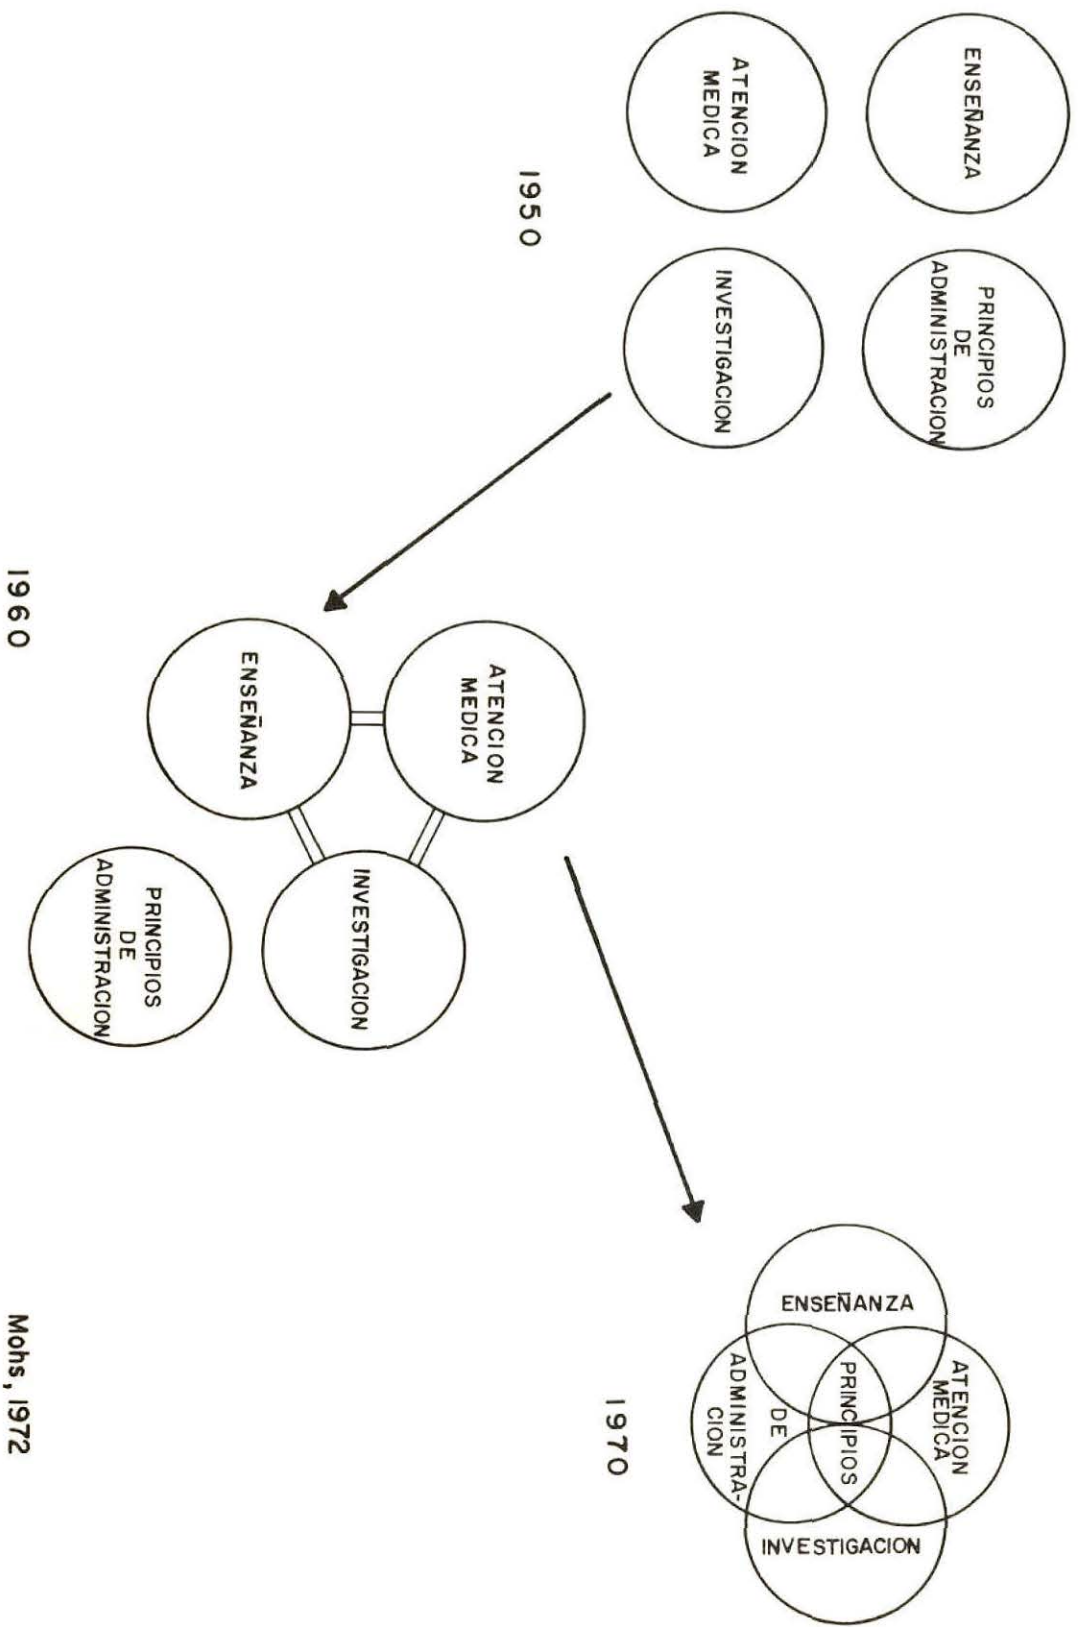 ENSEÑANZA
PRINCIPIOS
DE
ADMINISTRACION
ATENCION
MEDICA
INVESTIGACION
1950
ATENCION
MEDICA
ENSEÑANZA
INVESTIGACION
PRINCIPIOS
DE
ADMINISTRACION
1960
ENSEÑANZA
ATENCION
MEDICA
PRINCIPIOS
DE
ADMINISTRA-
CION
INVESTIGACION
1970
Mohs, 1972